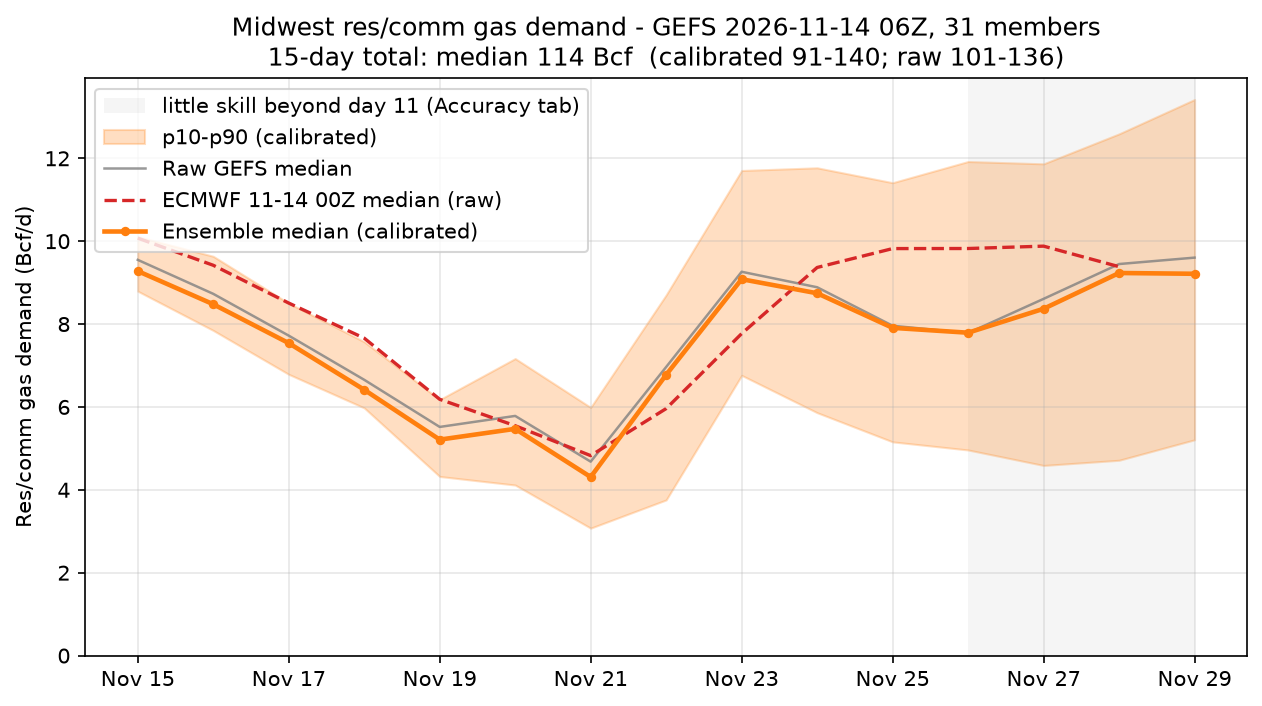 Midwest res/comm gas demand - GEFS 2026-11-14 06Z, 31 members
15-day total: median 114 Bcf  (calibrated 91-140; raw 101-136)
little skill beyond day 11 (Accuracy tab)
p10-p90 (calibrated)
Raw GEFS median
ECMWF 11-14 00Z median (raw)
Ensemble median (calibrated)
Res/comm gas demand (Bcf/d)
12
10
8
6
4
2
0
Nov 15 Nov 17 Nov 19 Nov 21 Nov 23 Nov 25 Nov 27 Nov 29